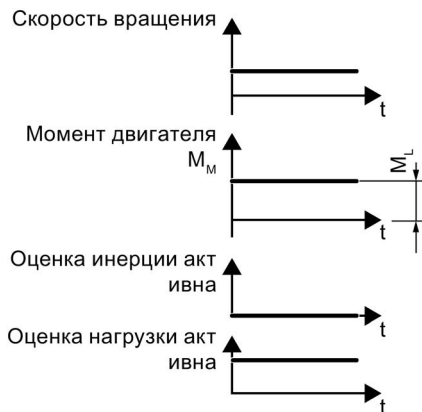 Скорость вращения
t
Момент двигателя
M_M
M_L
t
Оценка инерции акт
ивна
t
Оценка нагрузки акт
ивна
t